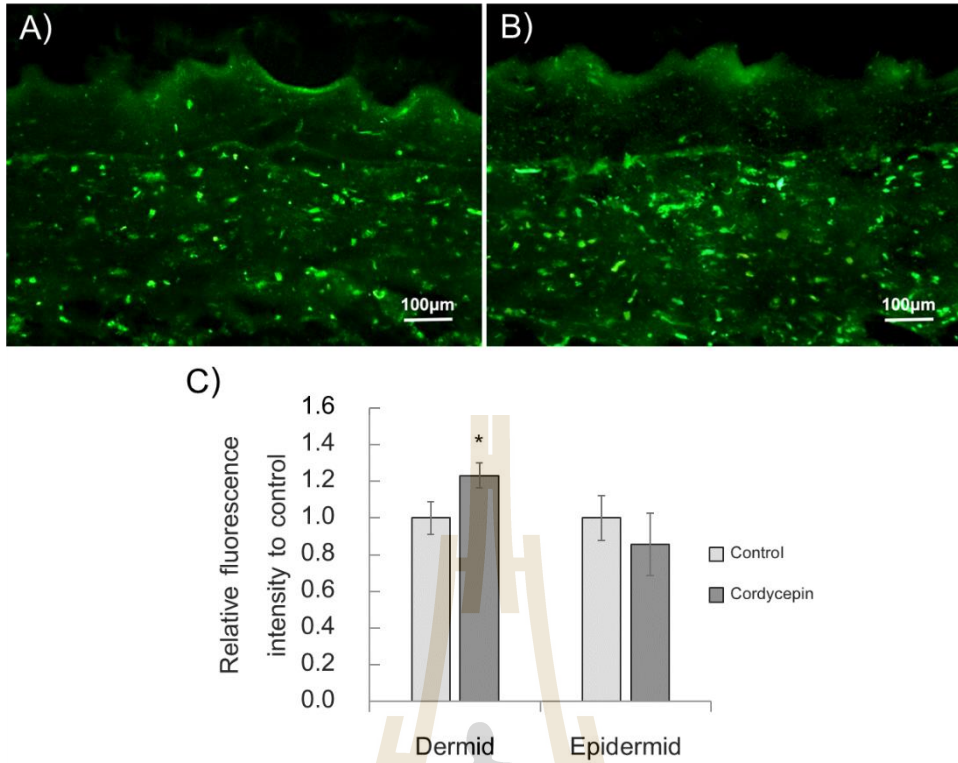 A)
B)
100µm
100µm
C)
Relative fluorescence
intensity to control
1.6
1.4
1.2
1.0
0.8
0.6
0.4
0.2
0.0
*
Control
Cordycepin
Dermid
Epidermid